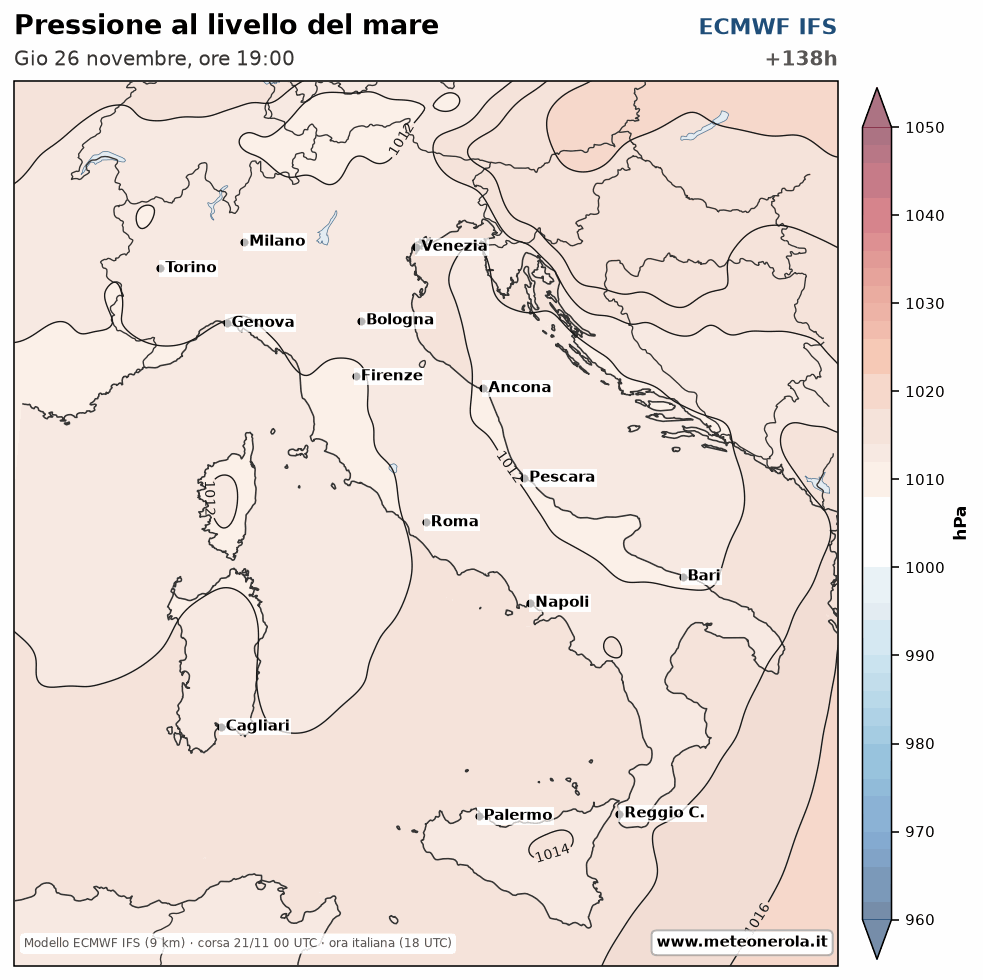 Pressione al livello del mare
ECMWF IFS
Gio 26 novembre, ore 19:00
+138h
1012
Milano
Venezia
Torino
Genova
Bologna
Firenze
Ancona
1012
Pescara
1012
Roma
Bari
Napoli
Cagliari
Palermo
Reggio C.
1014
1016
Modello ECMWF IFS (9 km) · corsa 21/11 00 UTC · ora italiana (18 UTC)
www.meteonerola.it
1050
1040
1030
1020
1010
1000
990
980
970
960
hPa